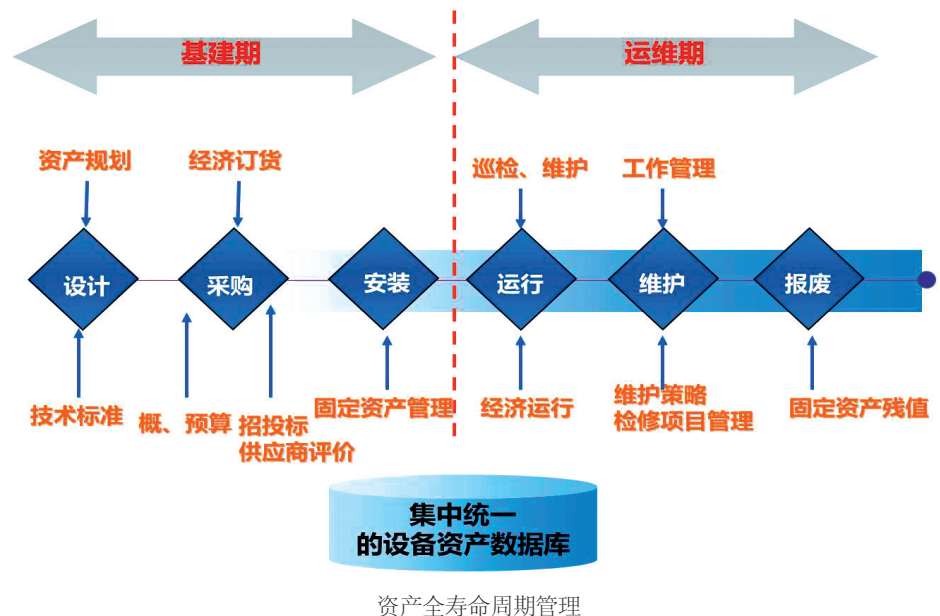 基建期
运维期
资产规划
经济订货
巡检、维护
工作管理
设计
采购
安装
运行
维护
报废
技术标准
概、预算
招投标
供应商评价
固定资产管理
经济运行
维护策略
检修项目管理
固定资产残值
集中统一
的设备资产数据库
资产全寿命周期管理